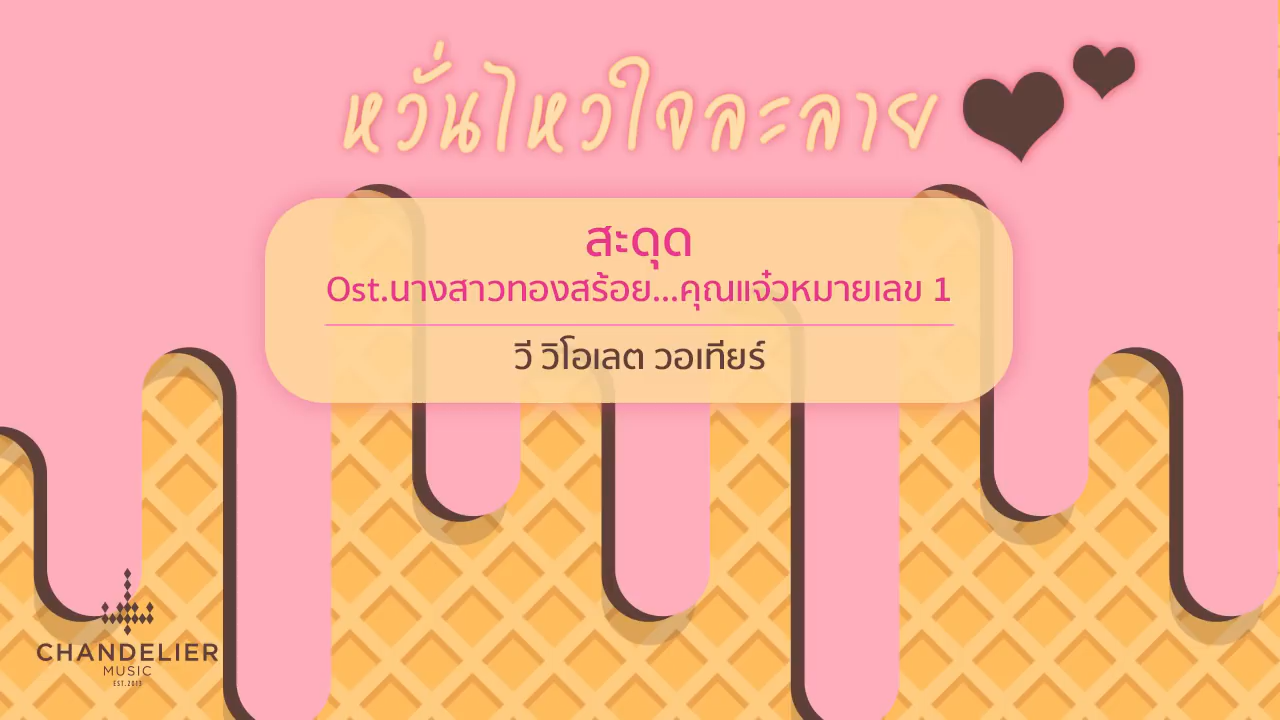 หวั่นไหวใจละลาย
สะดุด
Ost.นางสาวทองสร้อย...คุณแจ๋วหมายเลข 1
วี วิโอเลต วอเทียร์
CHANDELIER
MUSIC
EST.2013